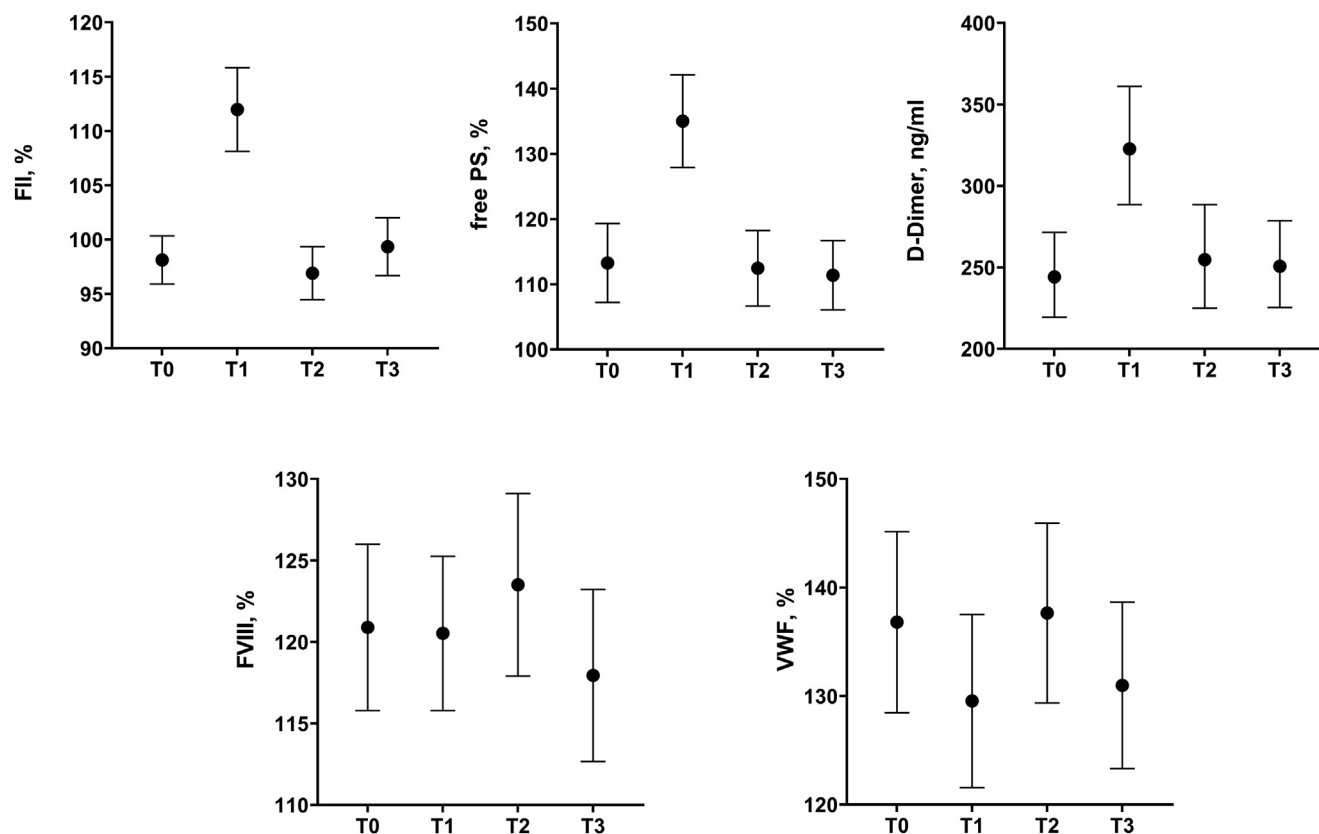 FII, %
120
115
110
105
100
95
90
T0 T1 T2 T3
free PS, %
150
140
130
120
110
100
T0 T1 T2 T3
D-Dimer, ng/ml
400
350
300
250
200
T0 T1 T2 T3
FVIII, %
130
125
120
115
110
T0 T1 T2 T3
VWF, %
150
140
130
120
T0 T1 T2 T3